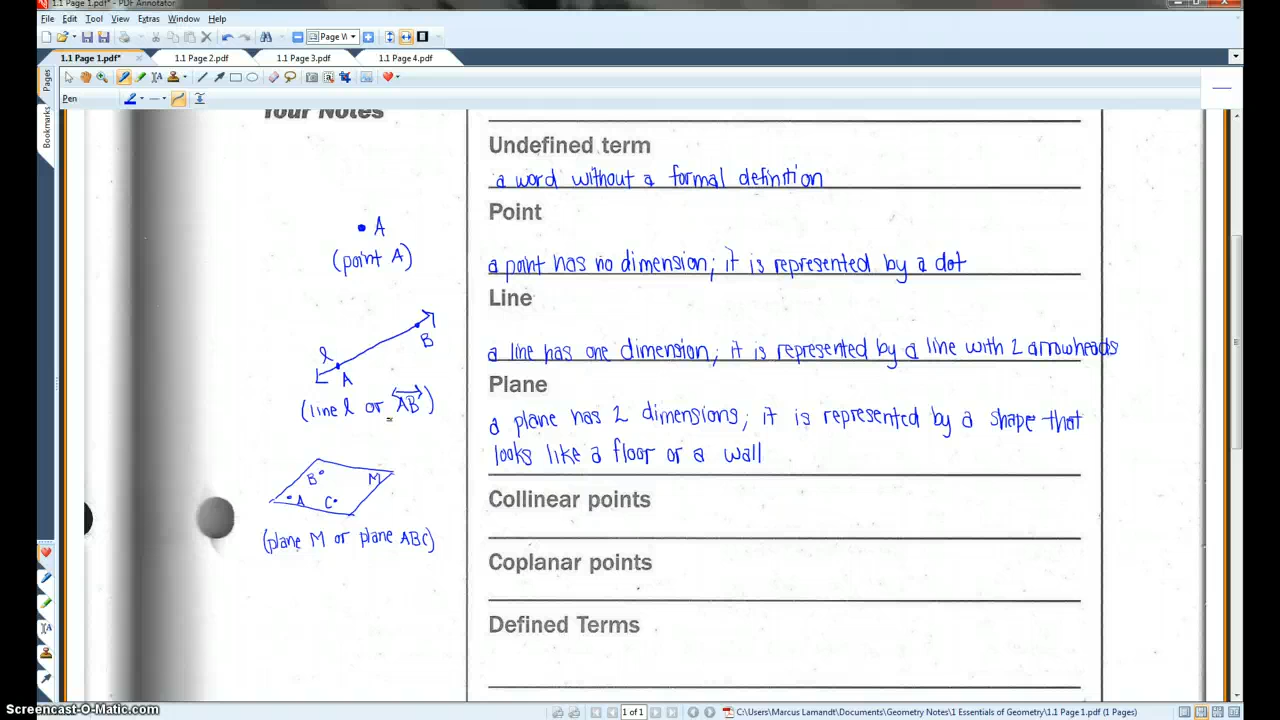 1.1 Page 1.pdf* - PDF Annotator
File Edit Tool View Extras Window Help
Page W
1.1 Page 1.pdf* 1.1 Page 2.pdf 1.1 Page 3.pdf 1.1 Page 4.pdf
Pen
Pages
Bookmarks
Your Notes
Undefined term
a word without a formal definition
Point
A
(point A)
a point has no dimension; it is represented by a dot
Line
l A B
(line l or AB)
a line has one dimension; it is represented by a line with 2 arrowheads
Plane
a plane has 2 dimensions; it is represented by a shape that
looks like a floor or a wall
B M
A C
(plane M or plane ABC)
Collinear points
Coplanar points
Defined Terms
Screencast-O-Matic.com
1 of 1
C:\Users\Marcus Lamandt\Documents\Geometry Notes\1 Essentials of Geometry\1.1 Page 1.pdf (1 Pages)